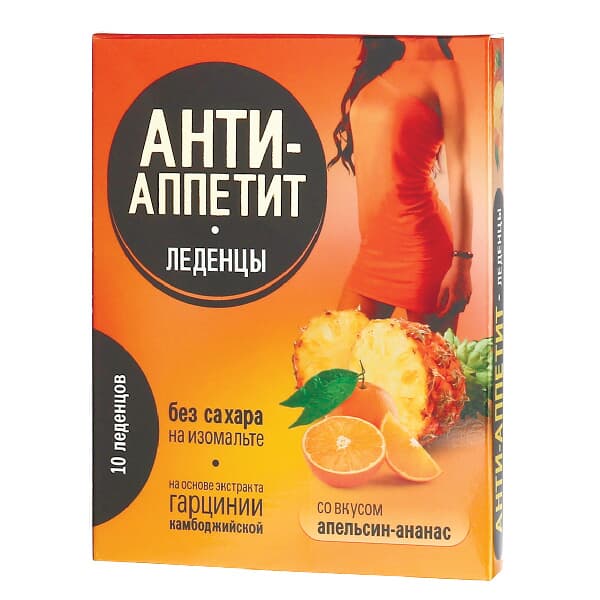 АНТИ-
АППЕТИТ
•
ЛЕДЕНЦЫ
10 леденцов
без сахара
на изомальте
•
на основе экстракта
гарцинии
камбоджийской
со вкусом
апельсин-ананас
АНТИ-АППЕТИТ • ЛЕДЕНЦЫ